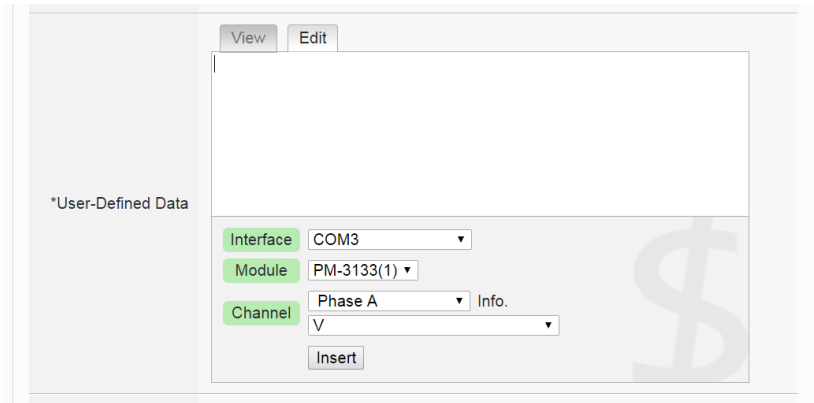 View Edit
*User-Defined Data
Interface COM3
Module PM-3133(1)
Channel Phase A Info.
V
Insert
$